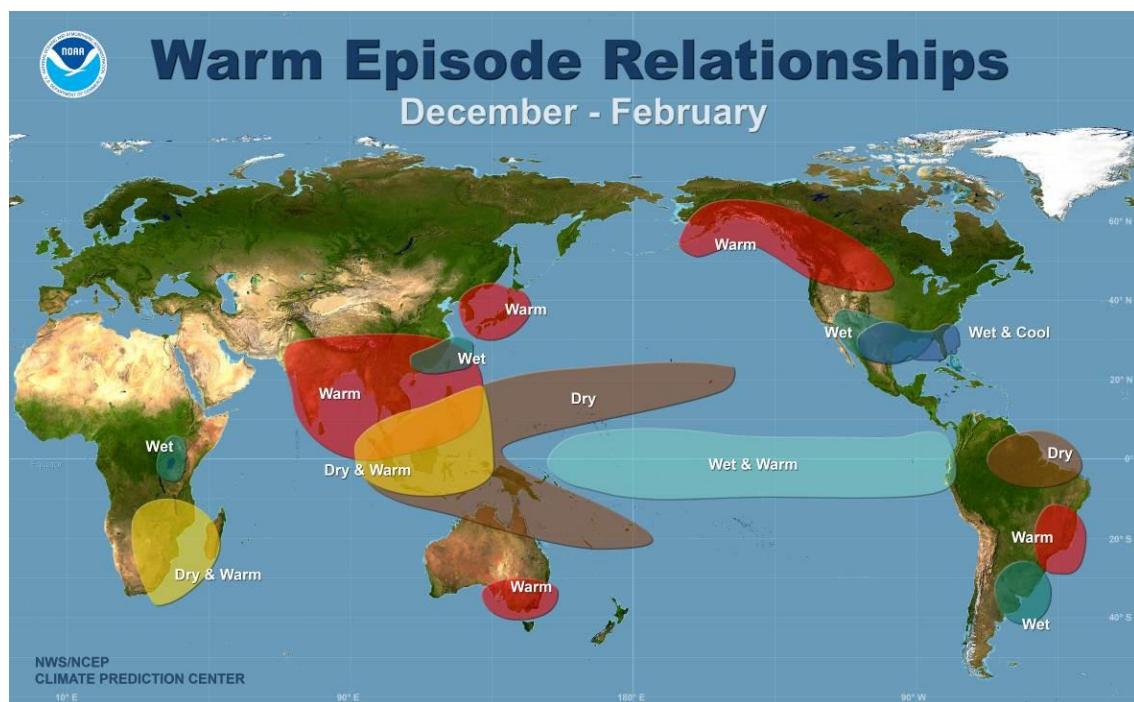 NOAA
Warm Episode Relationships
December - February
60° N
Warm
40° N
Warm
Wet
Wet & Cool
Wet
20° N
Warm
Dry
Wet
Dry
Equator
0°
Dry & Warm
Wet & Warm
Warm
20° S
Dry & Warm
Warm
40° S
Wet
NWS/NCEP
CLIMATE PREDICTION CENTER
10° E
90° E
180° E
90° W